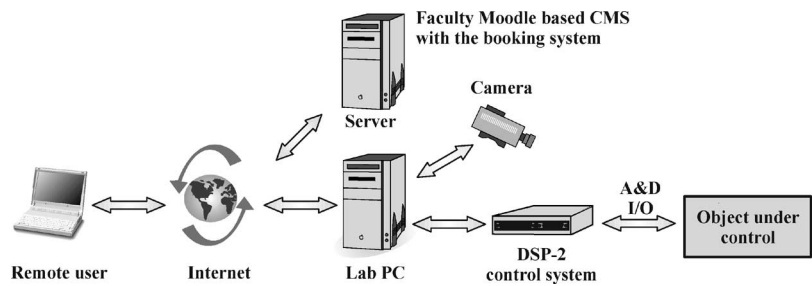 Faculty Moodle based CMS
with the booking system
Camera
Server
A&D
I/O
Object under
control
Remote user
Internet
Lab PC
DSP-2
control system